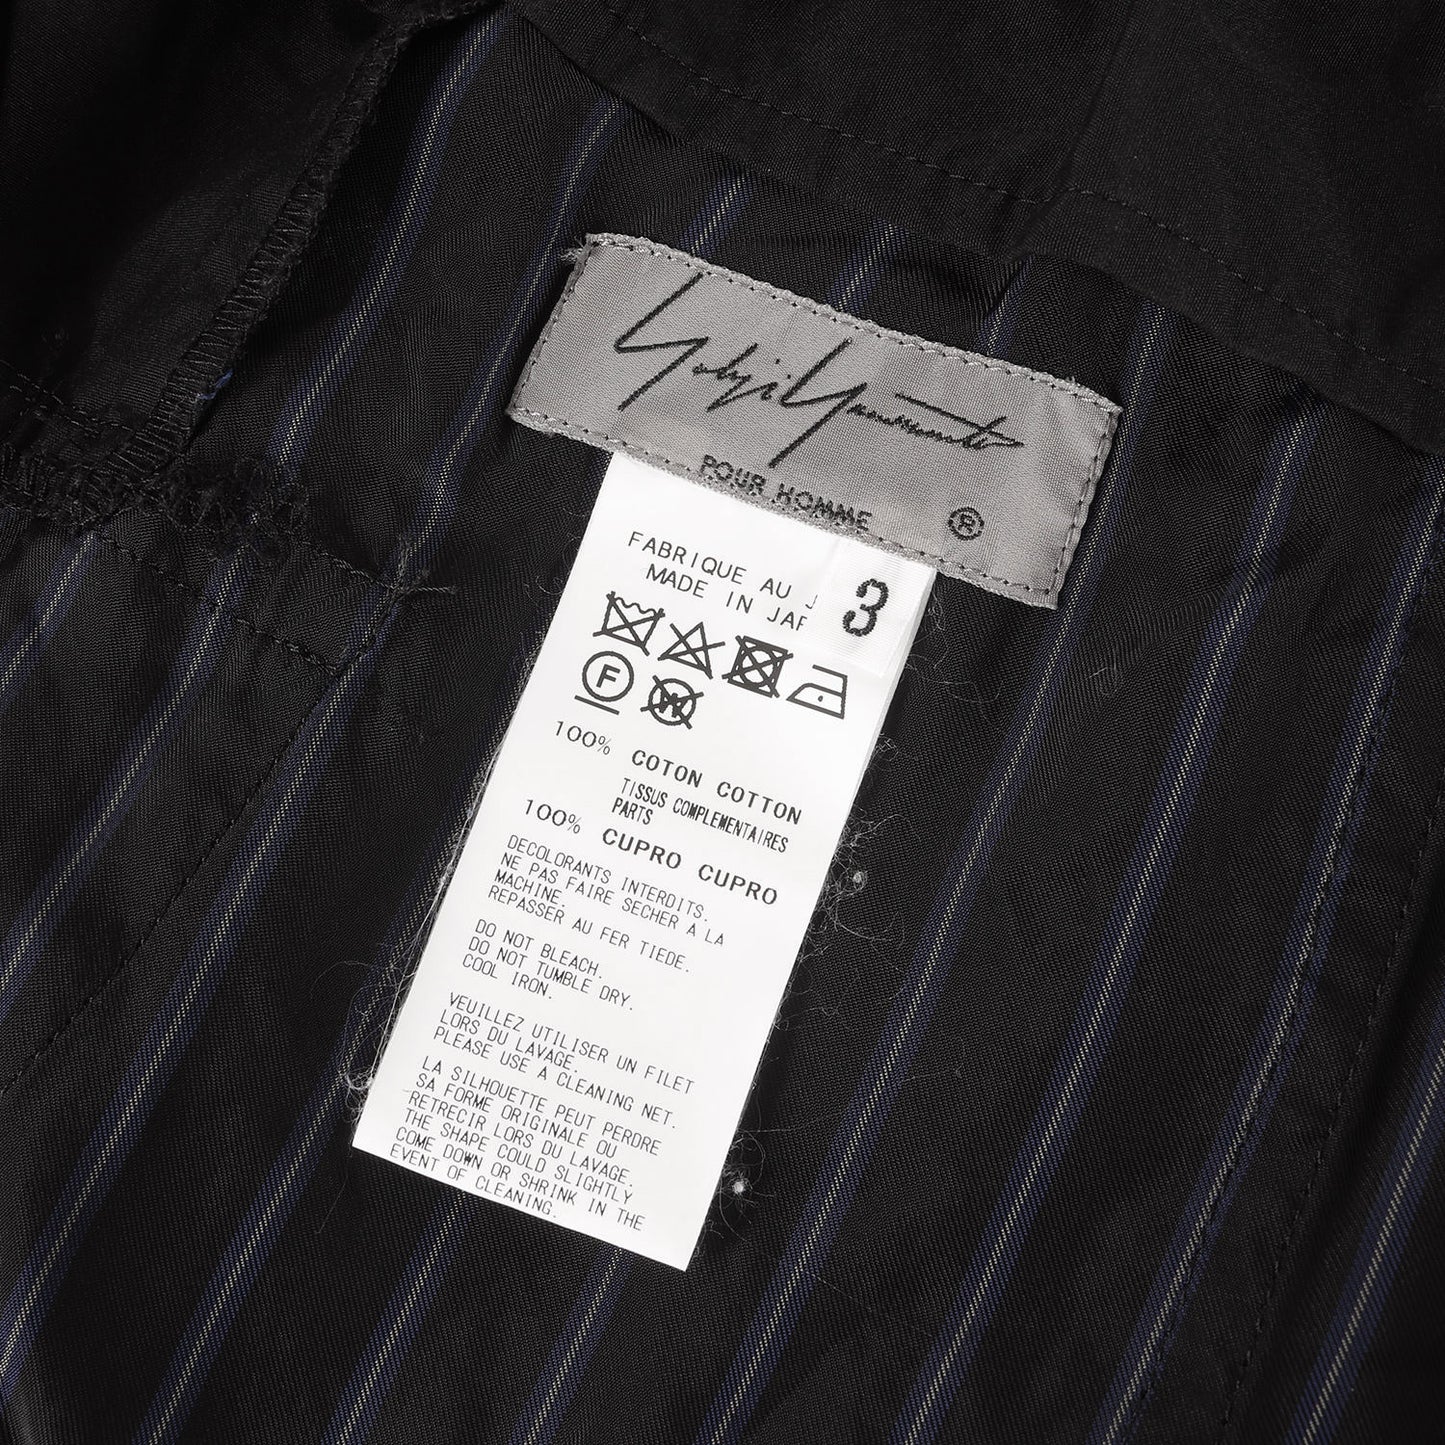 Yohji Yamamoto
POUR HOMME ®
FABRIQUE AU J
MADE IN JAP
3
F
W
100% COTON COTTON
TISSUS COMPLEMENTAIRES
PARTS
100% CUPRO CUPRO
DECOLORANTS INTERDITS.
NE PAS FAIRE SECHER A LA
MACHINE.
REPASSER AU FER TIEDE.
DO NOT BLEACH.
DO NOT TUMBLE DRY.
COOL IRON.
VEUILLEZ UTILISER UN FILET
LORS DU LAVAGE.
PLEASE USE A CLEANING NET.
LA SILHOUETTE PEUT PERDRE
SA FORME ORIGINALE OU
RETRECIR LORS DU LAVAGE.
THE SHAPE COULD SLIGHTLY
COME DOWN OR SHRINK IN THE
EVENT OF CLEANING.